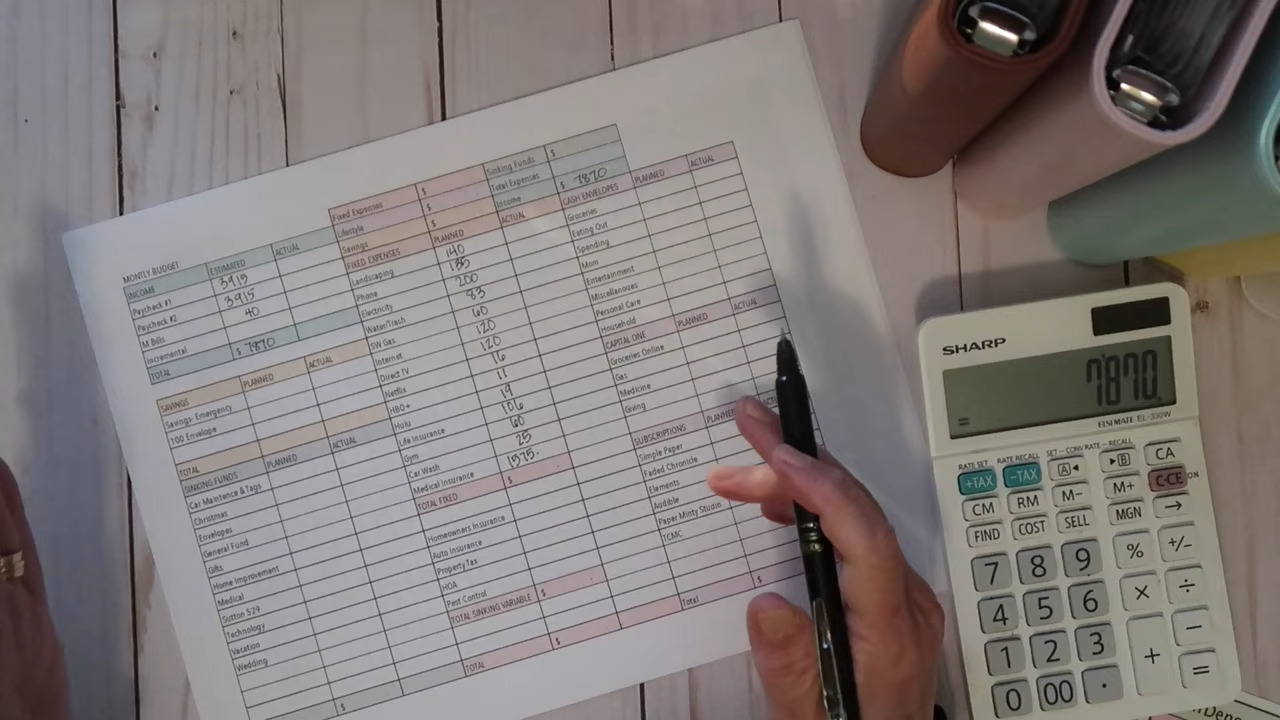 MONTLY BUDGET
INCOME ESTIMATED ACTUAL
Paycheck #1 3915
Paycheck #2 3915
M Bills 40
Incremental
TOTAL $ 7870
SAVINGS PLANNED ACTUAL
Savings- Emergency
100 Envelope
TOTAL
SINKING FUNDS PLANNED ACTUAL
Car Maintence & Tags
Christmas
Envelopes
General Fund
Gifts
Home Improvement
Medical
Sutton 529
Technology
Vacation
Wedding
$
Fixed Expenses $
Lifestyle $
Savings $
Sinking Funds $
Total Expenses
Income $ 7870
FIXED EXPENSES PLANNED ACTUAL
Landscaping 140
Phone 135
Electricity 200
Water/Trash 83
SW Gas 60
Internet 120
Direct TV 120
Netflix 16
HBO+ 11
Hulu 19
Life Insurance 106
Gym 60
Car Wash 25
Medical Insurance 1575.
TOTAL FIXED $
Homeowners Insurance
Auto Insurance
Property Tax
HOA
Pest Control
TOTAL SINKING VARIABLE $
TOTAL $
CASH ENVELOPES PLANNED ACTUAL
Groceries
Eating Out
Spending
Mom
Entertainment
Miscellanoues
Personal Care
Household
CAPITAL ONE PLANNED ACTUAL
Groceries Online
Gas
Medicine
Giving
SUBSCRIPTIONS PLANNED
Simple Paper
Faded Chronicle
Elements
Audible
Paper Minty Studio
TCMC
Total $
SHARP
7870.
=
ELSIMATE EL-330W
RATE SET RATE RECALL SET — CONV. RATE — RECALL
+TAX -TAX A◄ ►B CA
CM RM M− M+ C·CE ON
FIND COST SELL MGN →
7 8 9 % +/−
4 5 6 × ÷
1 2 3 + −
0 00 · =